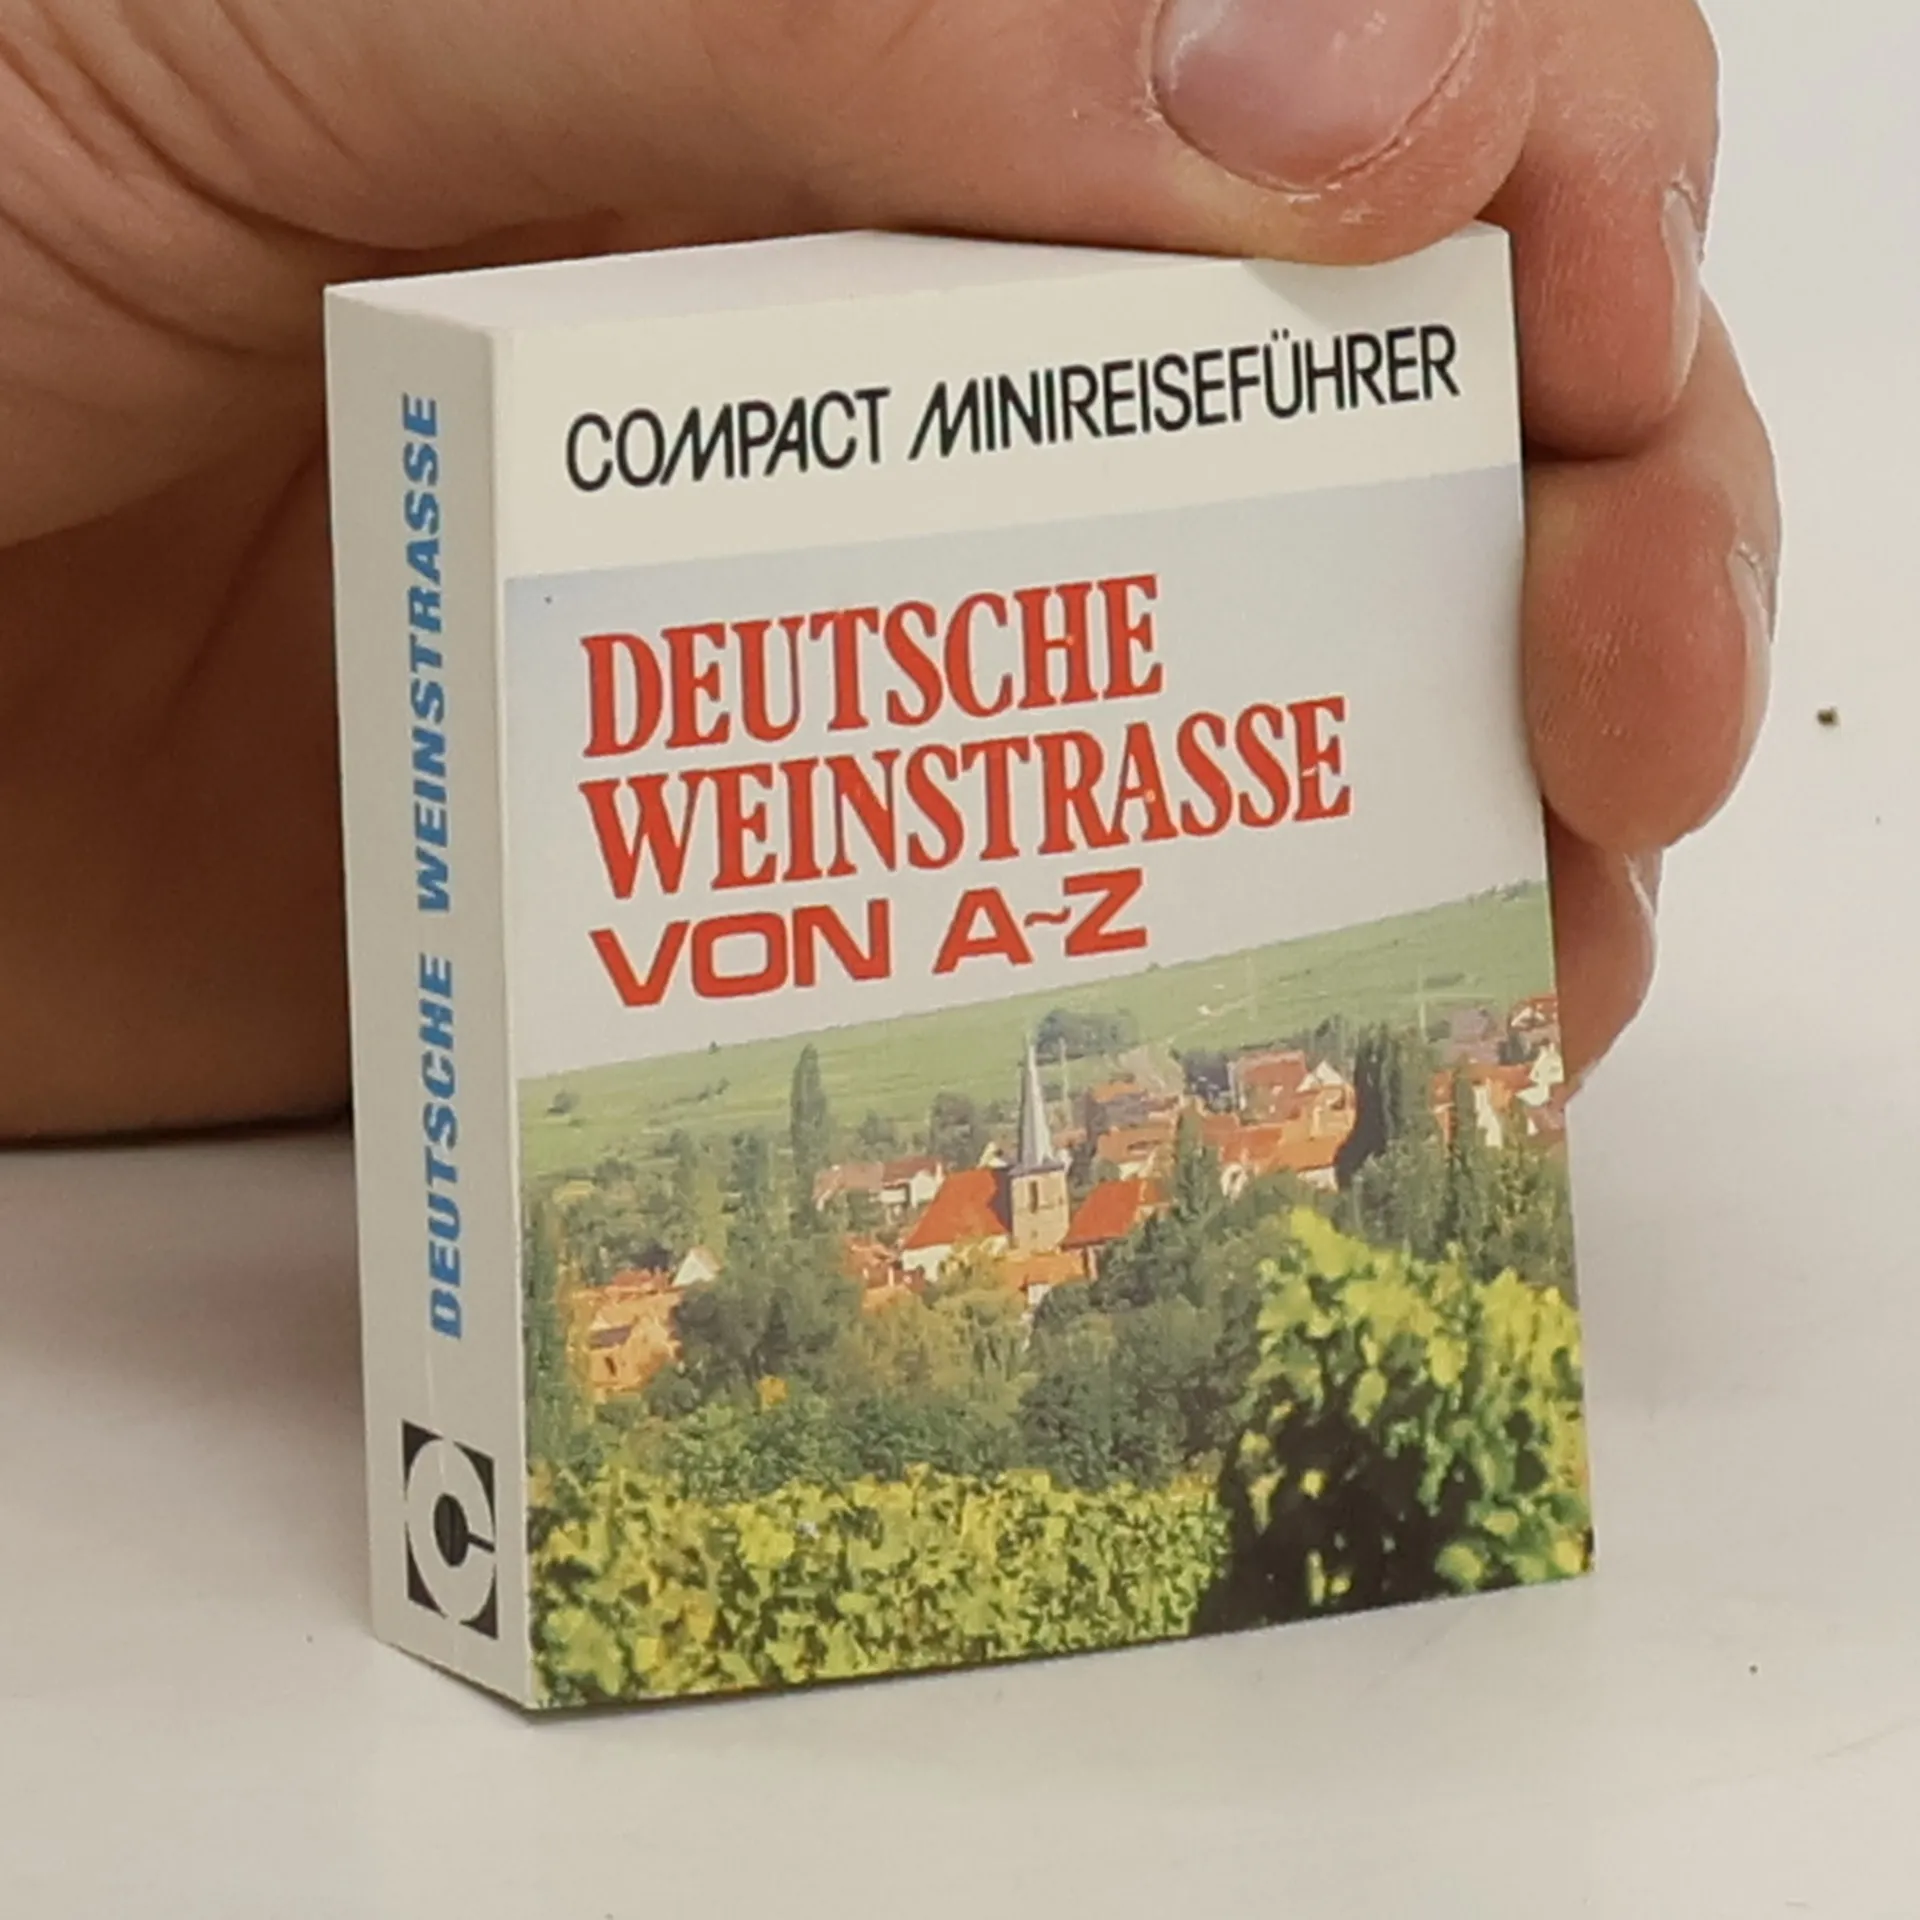 COMPACT MINIREISEFÜHRER
DEUTSCHE
WEINSTRASSE
VON A~Z
DEUTSCHE WEINSTRASSE
C